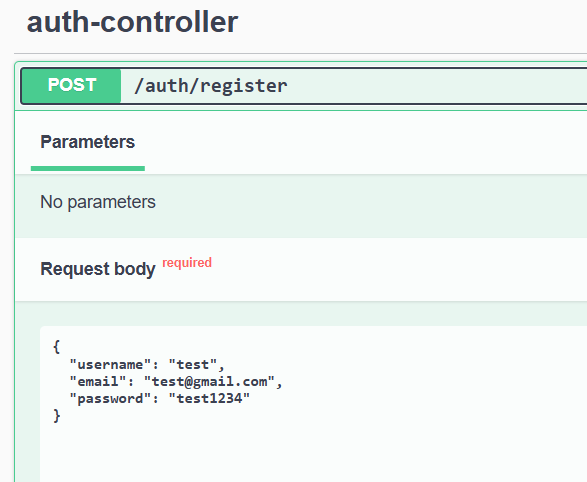 auth-controller
POST /auth/register
Parameters
No parameters
Request body required
{
  "username": "test",
  "email": "test@gmail.com",
  "password": "test1234"
}